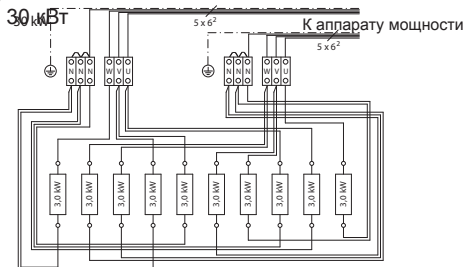 30 кВт
30 kW
5 x 6²
К аппарату мощности
5 x 6²
N N N W V U
N N N W V U
3,0 kW 3,0 kW 3,0 kW 3,0 kW 3,0 kW 3,0 kW 3,0 kW 3,0 kW 3,0 kW 3,0 kW